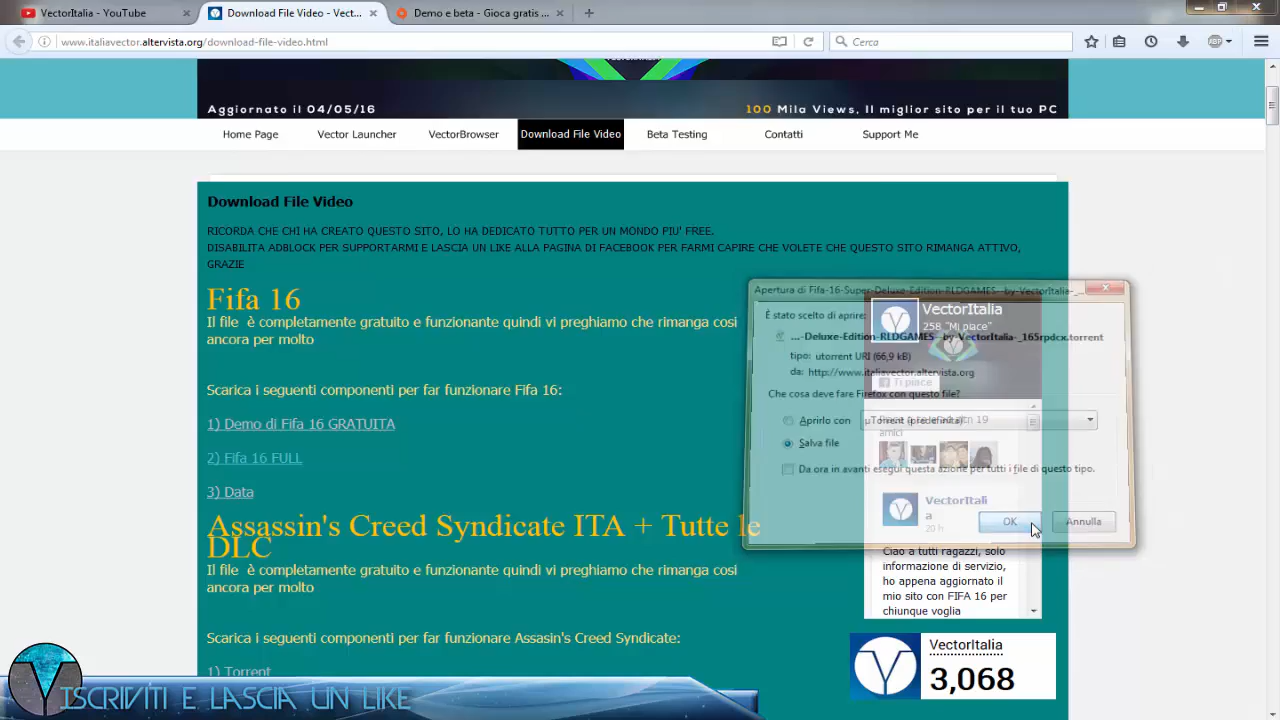 VectorItalia - YouTube
Download File Video - Vect...
Demo e beta - Gioca gratis ...
www.italiavector.altervista.org/download-file-video.html
Cerca
Aggiornato il 04/05/16
100 Mila Views, Il miglior sito per il tuo PC
Home Page
Vector Launcher
VectorBrowser
Download File Video
Beta Testing
Contatti
Support Me
Download File Video
RICORDA CHE CHI HA CREATO QUESTO SITO, LO HA DEDICATO TUTTO PER UN MONDO PIU' FREE.
DISABILITA ADBLOCK PER SUPPORTARMI E LASCIA UN LIKE ALLA PAGINA DI FACEBOOK PER FARMI CAPIRE CHE VOLETE CHE QUESTO SITO RIMANGA ATTIVO,
GRAZIE
Fifa 16
Il file è completamente gratuito e funzionante quindi vi preghiamo che rimanga cosi
ancora per molto
Scarica i seguenti componenti per far funzionare Fifa 16:
1) Demo di Fifa 16 GRATUITA
2) Fifa 16 FULL
3) Data
Assassin's Creed Syndicate ITA + Tutte le
DLC
Il file è completamente gratuito e funzionante quindi vi preghiamo che rimanga cosi
ancora per molto
Scarica i seguenti componenti per far funzionare Assasin's Creed Syndicate:
1) Torrent
Apertura di Fifa-16-Super-Deluxe-Edition-RLDGAMES--by-VectorItalia-_...
È stato scelto di aprire:
...-Deluxe-Edition-RLDGAMES--by-VectorItalia-_165rpdcx.torrent
tipo: utorrent URI (66,9 kB)
da: http://www.italiavector.altervista.org
Che cosa deve fare Firefox con questo file?
Aprirlo con
µTorrent (predefinita)
Salva file
Da ora in avanti esegui questa azione per tutti i file di questo tipo.
OK
Annulla
VectorItalia
258 "Mi piace"
Ti piace
VectorItali
a
20 h
Ciao a tutti ragazzi, solo
informazione di servizio,
ho appena aggiornato il
mio sito con FIFA 16 per
chiunque voglia
VectorItalia
3,068
ISCRIVITI E LASCIA UN LIKE